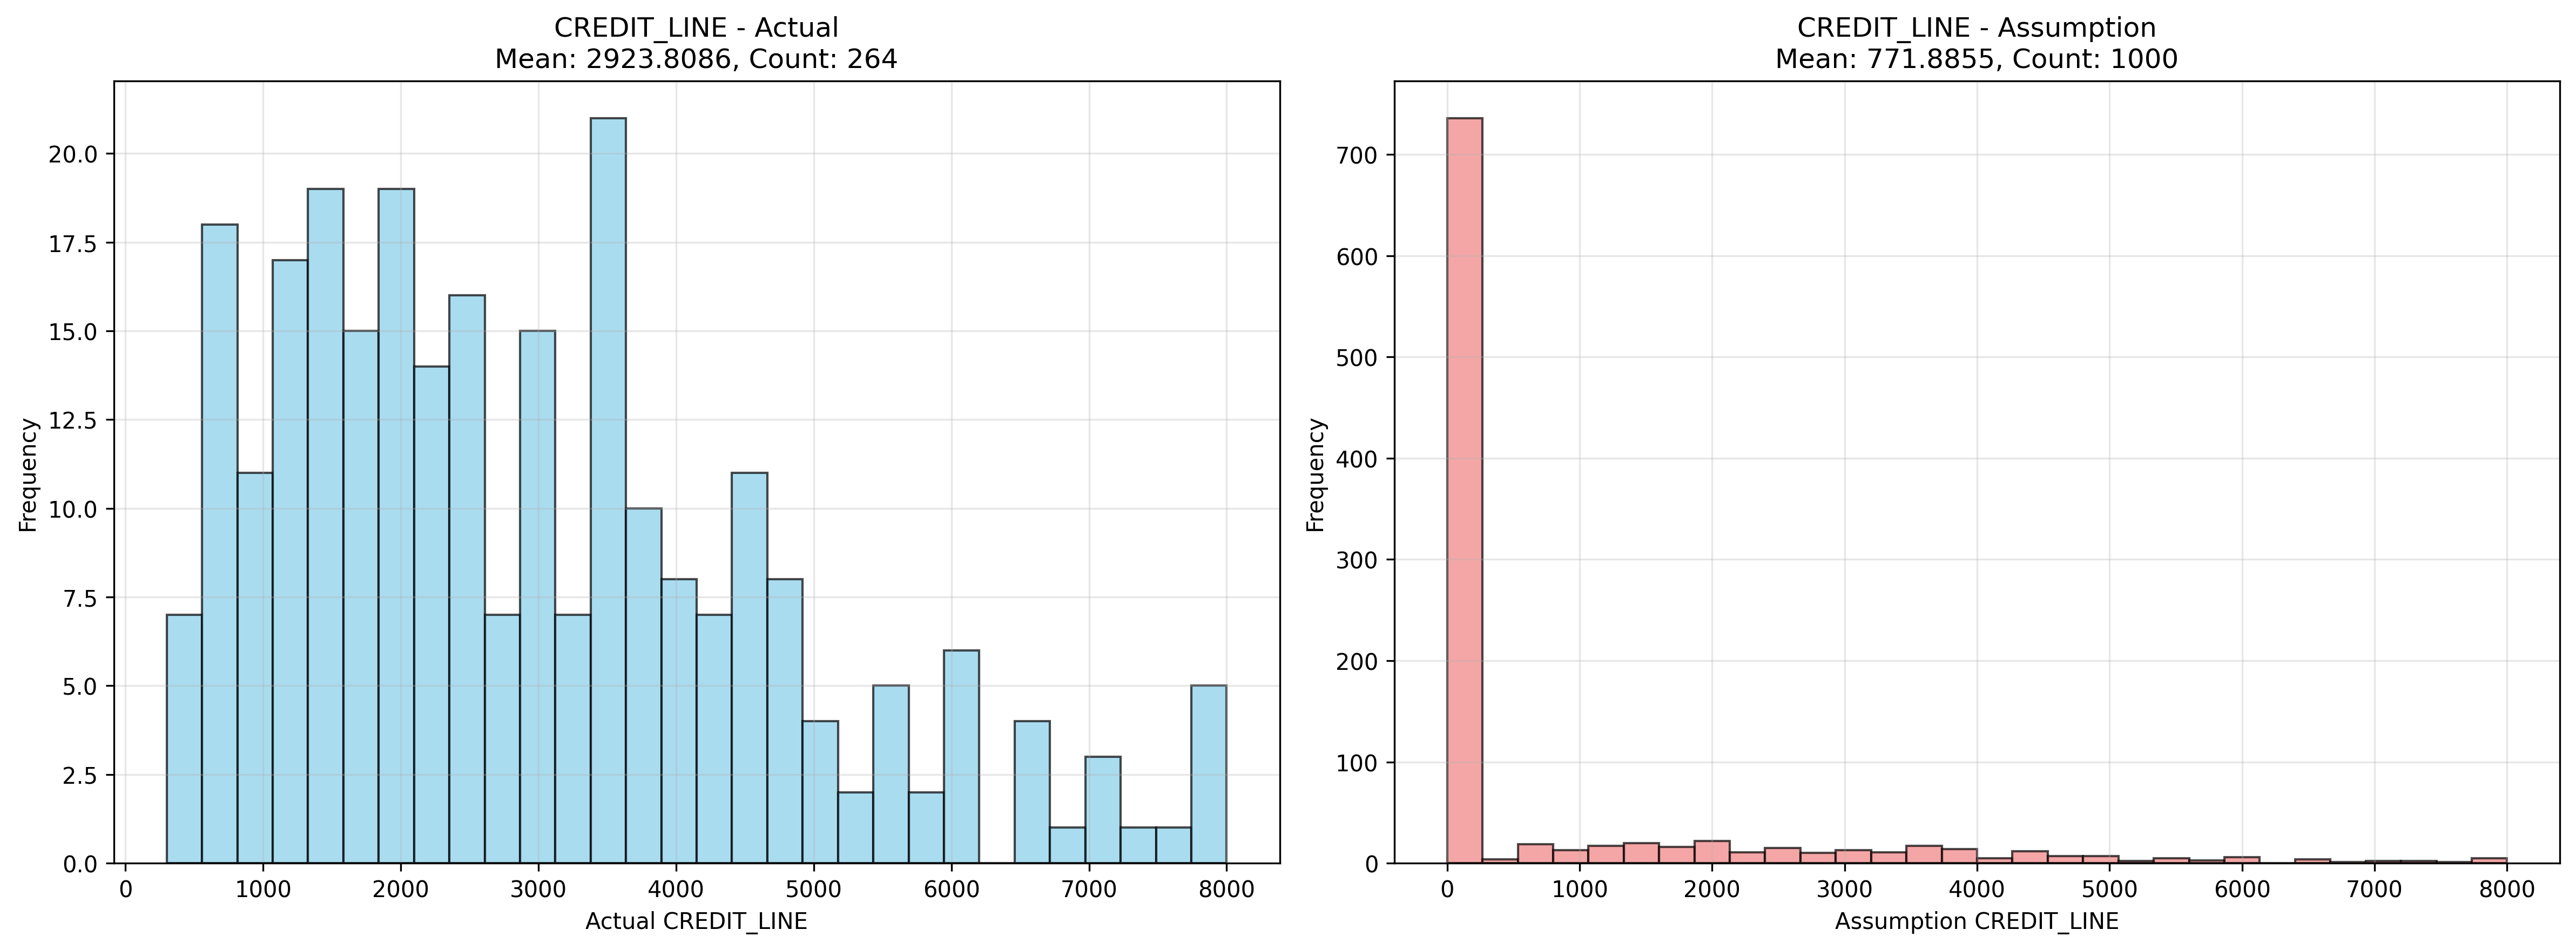 CREDIT_LINE - Actual
Mean: 2923.8086, Count: 264
20.0
17.5
15.0
12.5
10.0
7.5
5.0
2.5
0.0
Frequency
0 1000 2000 3000 4000 5000 6000 7000 8000
Actual CREDIT_LINE
CREDIT_LINE - Assumption
Mean: 771.8855, Count: 1000
700
600
500
400
300
200
100
0
Frequency
0 1000 2000 3000 4000 5000 6000 7000 8000
Assumption CREDIT_LINE